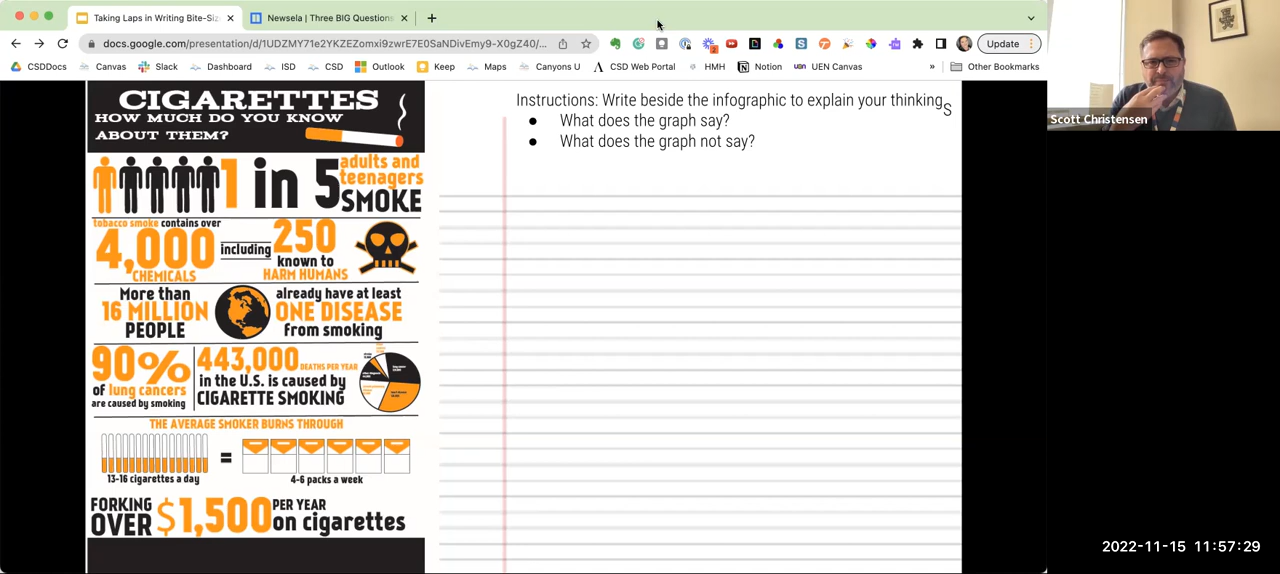 Taking Laps in Writing Bite-Siz
Newsela | Three BIG Questions
docs.google.com/presentation/d/1UDZMY71e2YKZEZomxi9zwrE7E0SaNDivEmy9-X0gZ40/...
Update
CSDDocs
Canvas
Slack
Dashboard
ISD
CSD
Outlook
Keep
Maps
Canyons U
CSD Web Portal
HMH
Notion
UEN Canvas
»
Other Bookmarks
CIGARETTES
HOW MUCH DO YOU KNOW
ABOUT THEM?
1 in 5
adults and
teenagers
SMOKE
tobacco smoke contains over
4,000
CHEMICALS
including
250
known to
HARM HUMANS
More than
16 MILLION
PEOPLE
already have at least
ONE DISEASE
from smoking
90%
of lung cancers
are caused by smoking
443,000 DEATHS PER YEAR
in the U.S. is caused by
CIGARETTE SMOKING
THE AVERAGE SMOKER BURNS THROUGH
13-16 cigarettes a day
=
4-6 packs a week
FORKING
OVER
$1,500
PER YEAR
on cigarettes
Instructions: Write beside the infographic to explain your thinking
S
● What does the graph say?
● What does the graph not say?
Scott Christensen
2022-11-15 11:57:29